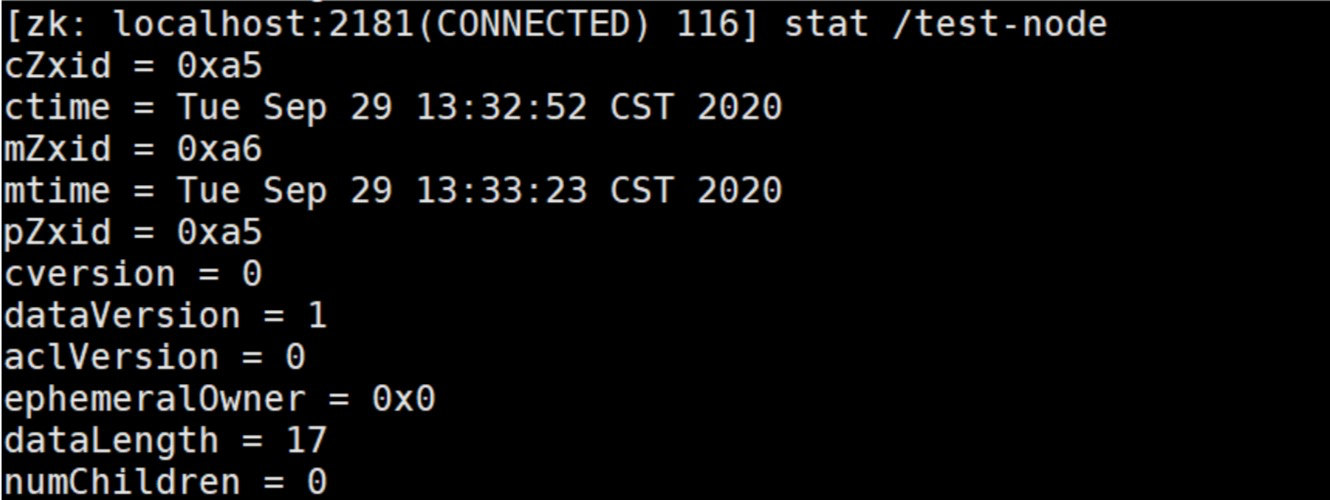 [zk: localhost:2181(CONNECTED) 116] stat /test-node
cZxid = 0xa5
ctime = Tue Sep 29 13:32:52 CST 2020
mZxid = 0xa6
mtime = Tue Sep 29 13:33:23 CST 2020
pZxid = 0xa5
cversion = 0
dataVersion = 1
aclVersion = 0
ephemeralOwner = 0x0
dataLength = 17
numChildren = 0